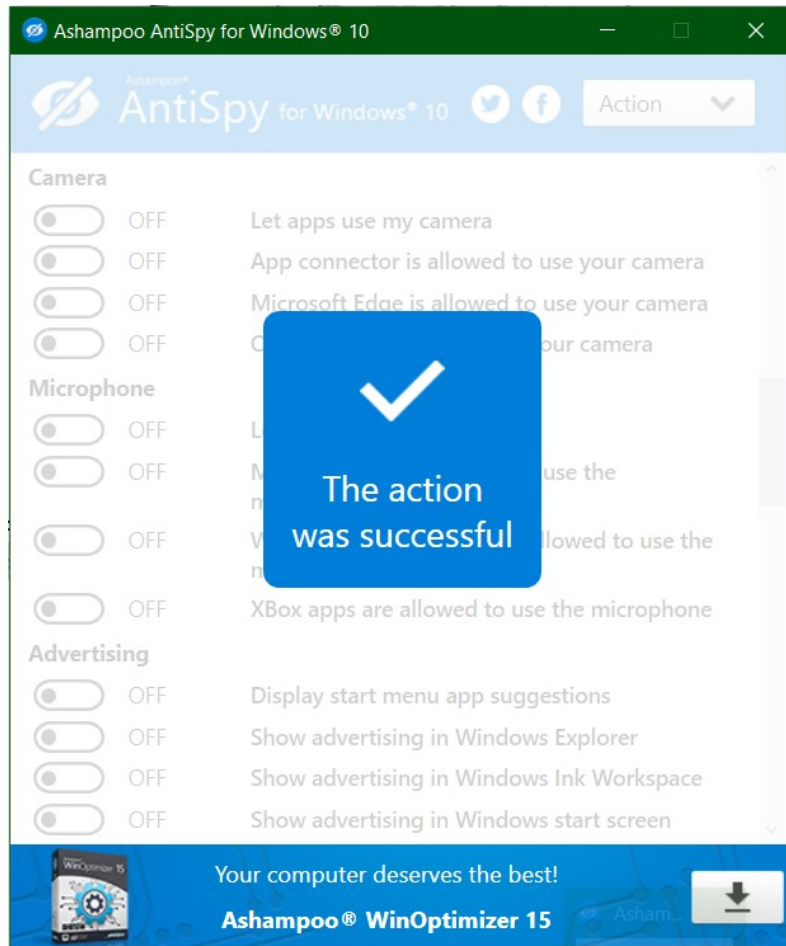 Ashampoo AntiSpy for Windows® 10
Ashampoo®
AntiSpy for Windows® 10
Action
Camera
OFF Let apps use my camera
OFF App connector is allowed to use your camera
OFF Microsoft Edge is allowed to use your camera
OFF our camera
Microphone
OFF
OFF use the
OFF llowed to use the
OFF XBox apps are allowed to use the microphone
Advertising
OFF Display start menu app suggestions
OFF Show advertising in Windows Explorer
OFF Show advertising in Windows Ink Workspace
OFF Show advertising in Windows start screen
The action
was successful
WinOptimizer 15
Your computer deserves the best!
Ashampoo® WinOptimizer 15
Asham...